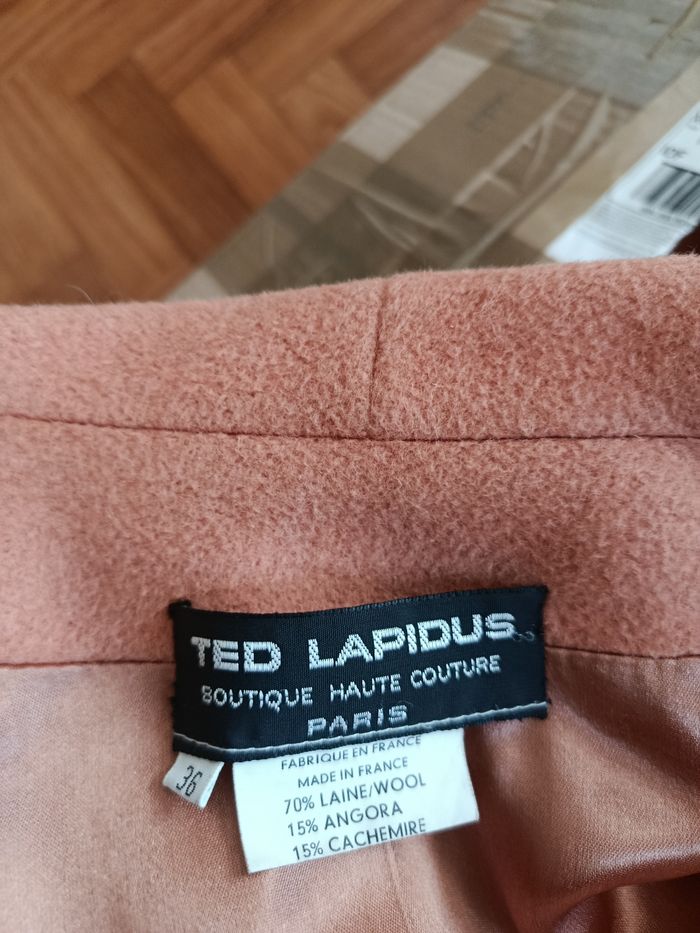 TED LAPIDUS
BOUTIQUE HAUTE COUTURE
PARIS
36
FABRIQUE EN FRANCE
MADE IN FRANCE
70% LAINE/WOOL
15% ANGORA
15% CACHEMIRE